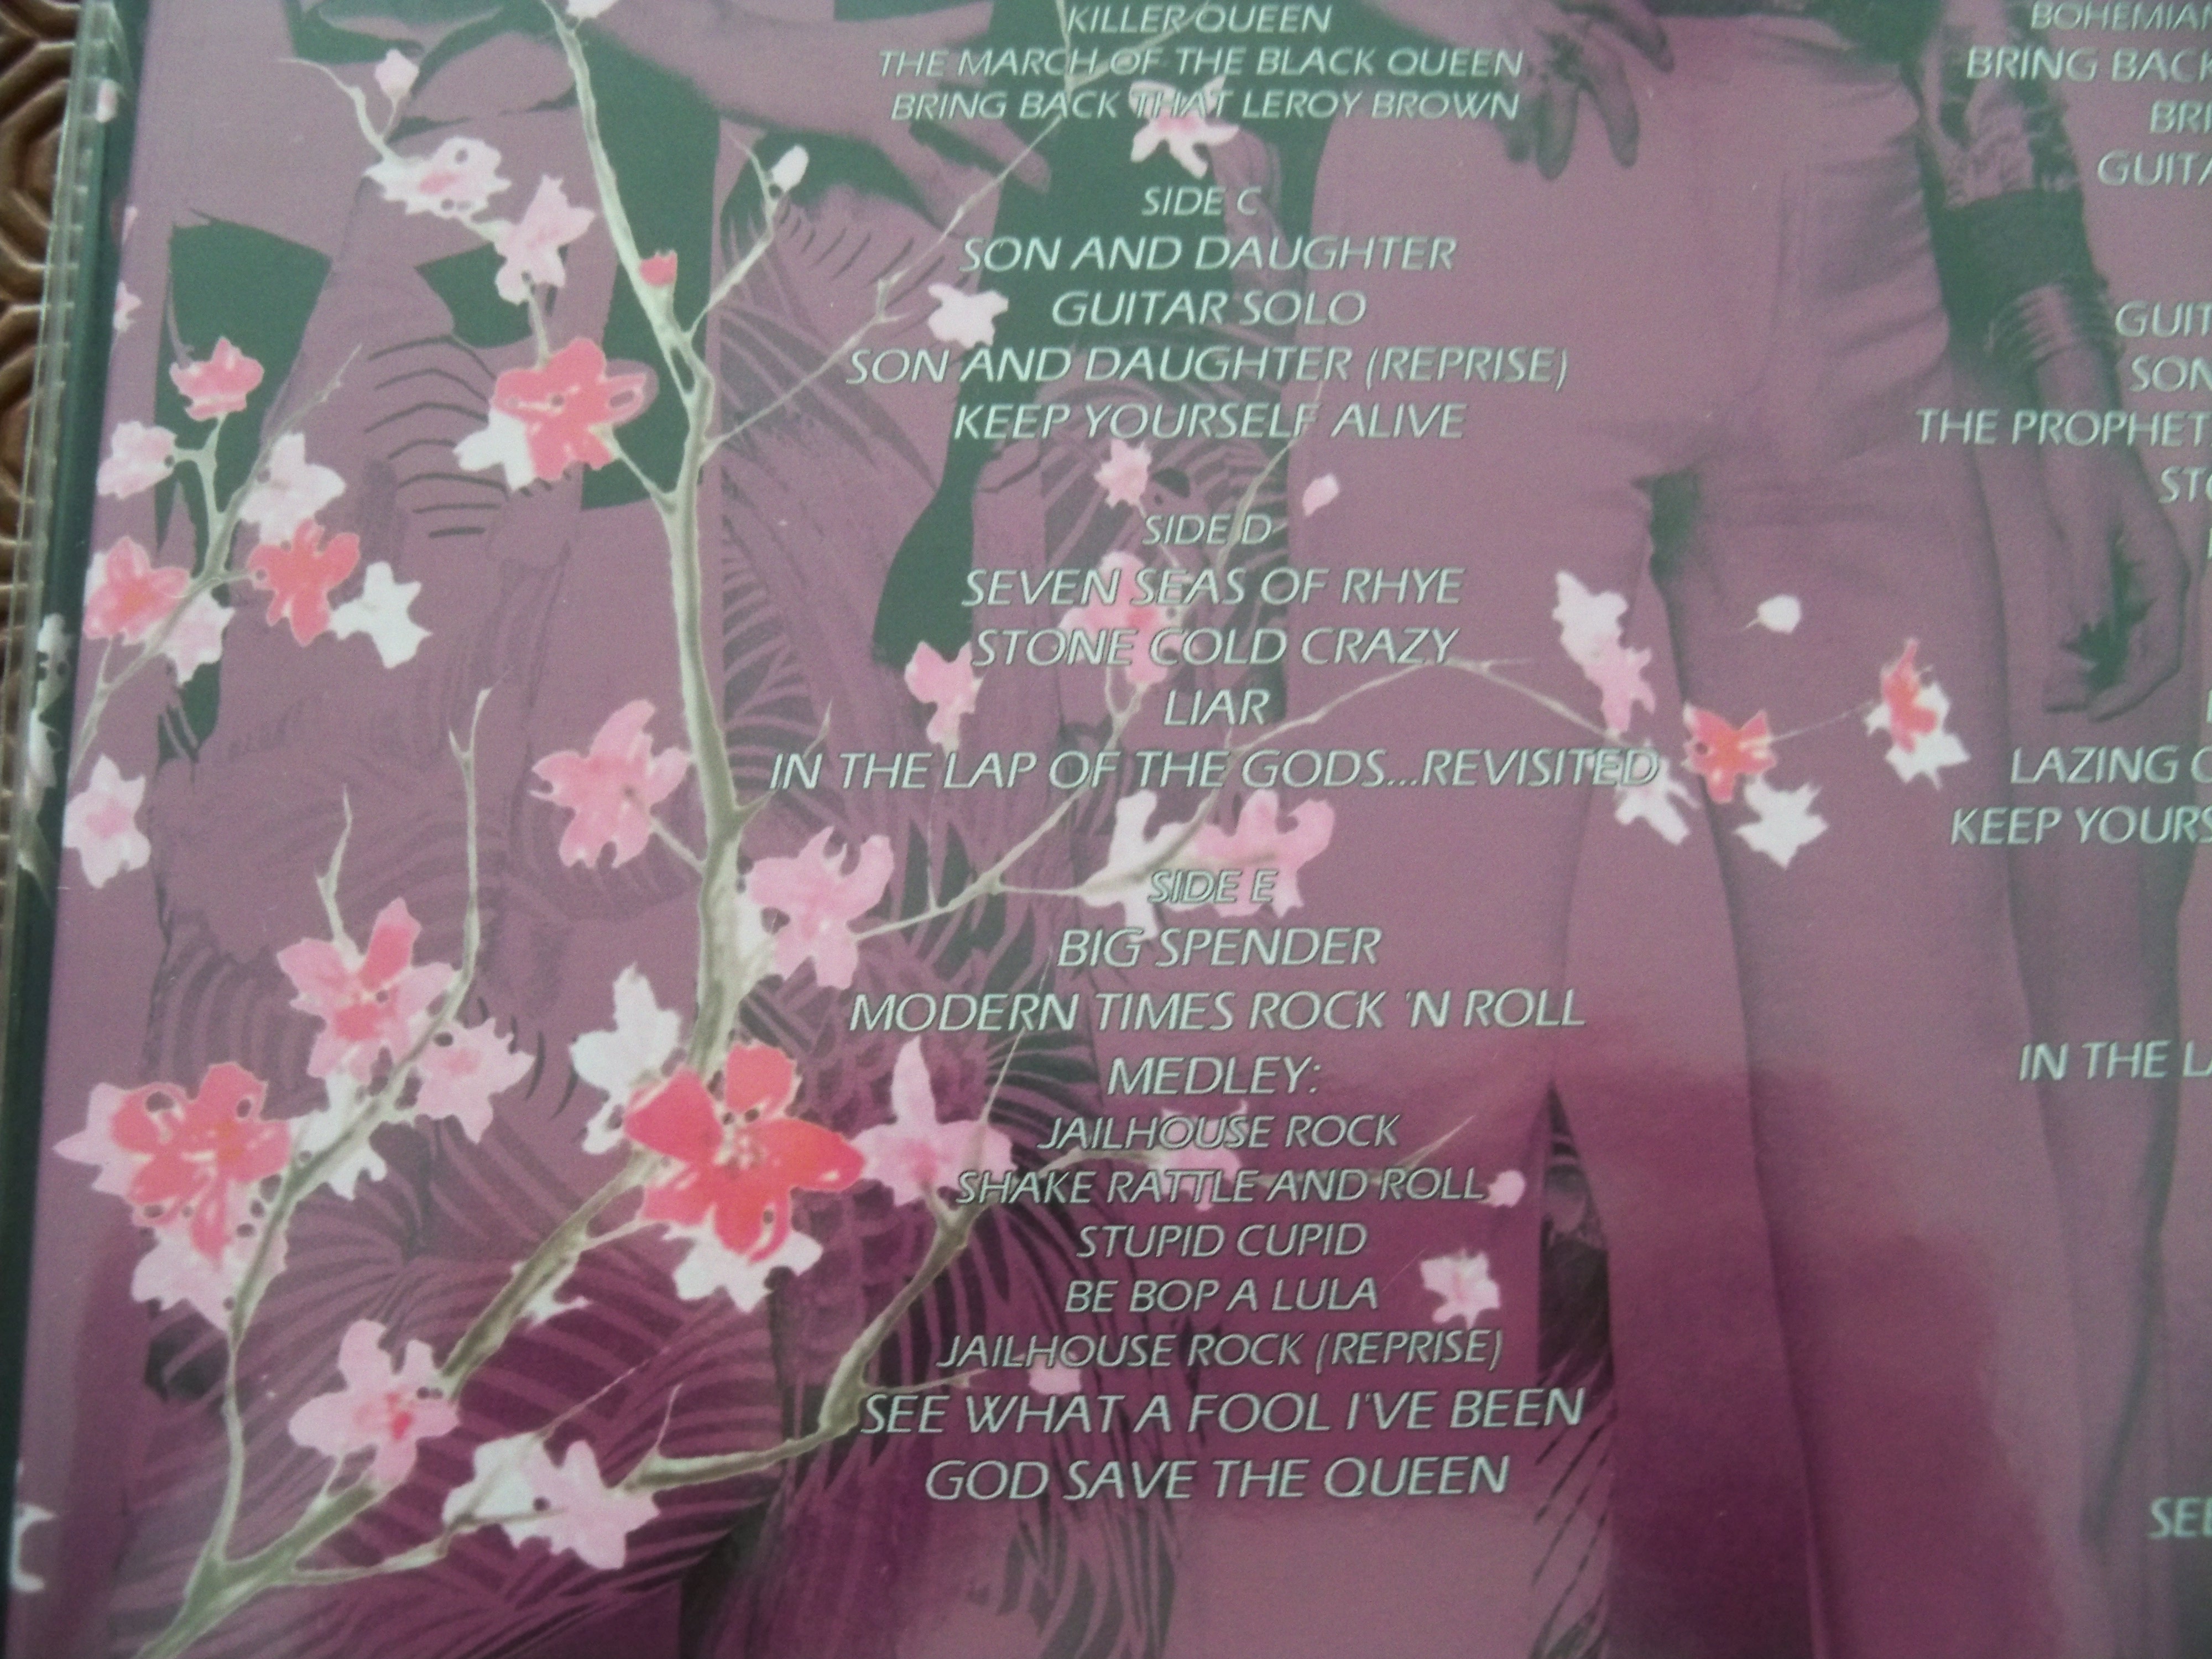 KILLER QUEEN
THE MARCH OF THE BLACK QUEEN
BRING BACK THAT LEROY BROWN
SIDE C
SON AND DAUGHTER
GUITAR SOLO
SON AND DAUGHTER (REPRISE)
KEEP YOURSELF ALIVE
SIDE D
SEVEN SEAS OF RHYE
STONE COLD CRAZY
LIAR
IN THE LAP OF THE GODS...REVISITED
SIDE E
BIG SPENDER
MODERN TIMES ROCK 'N ROLL
MEDLEY:
JAILHOUSE ROCK
SHAKE RATTLE AND ROLL
STUPID CUPID
BE BOP A LULA
JAILHOUSE ROCK (REPRISE)
SEE WHAT A FOOL I'VE BEEN
GOD SAVE THE QUEEN
BRING BACK
THE PROPHET
LAZING
KEEP
IN THE